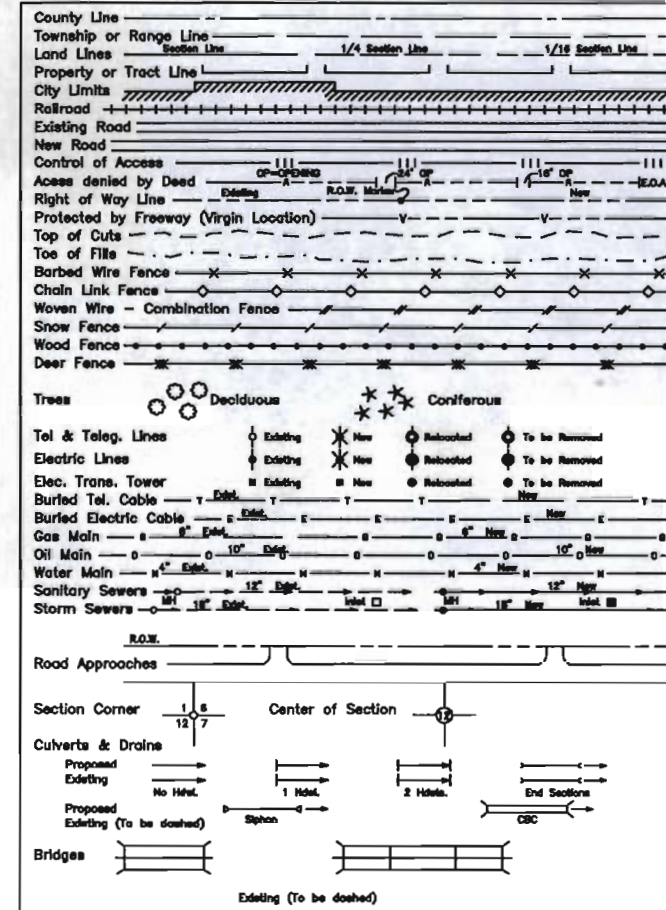 County Line
Township or Range Line
Land Lines Section Line 1/4 Section Line 1/16 Section Line
Property or Tract Line
City Limits
Railroad
Existing Road
New Road
Control of Access
OP=OPENING 24' OP 16' OP
Acess denied by Deed A A A E.O.A
Right of Way Line Existing R.O.W. Marker New
Protected by Freeway (Virgin Location) V V
Top of Cuts
Toe of Fills
Barbed Wire Fence
Chain Link Fence
Woven Wire - Combination Fence
Snow Fence
Wood Fence
Deer Fence
Trees Deciduous Coniferous
Tel & Teleg. Lines Existing New Relocated To be Removed
Electric Lines Existing New Relocated To be Removed
Elec. Trans. Tower Existing New Relocated To be Removed
Buried Tel. Cable T Exist. T T T New T
Buried Electric Cable E Exist. E E E New E
Gas Main G 6" Exist. G G 6" New G G G
Oil Main O O 10" Exist. O O O O 10" New O
Water Main 4" Exist. 4" New
Sanitary Sewers 12" Exist. 12" New
Storm Sewers MH 18" Exist. Inlet MH 18" New Inlet
R.O.W.
Road Approaches
Section Corner 1 6 Center of Section 12
12 7
Culverts & Drains
Proposed
Existing
No Hdwl. 1 Hdwl. 2 Hdwls. End Sections
Proposed
Existing (To be dashed) Siphon CBC
Bridges
Existing (To be dashed)